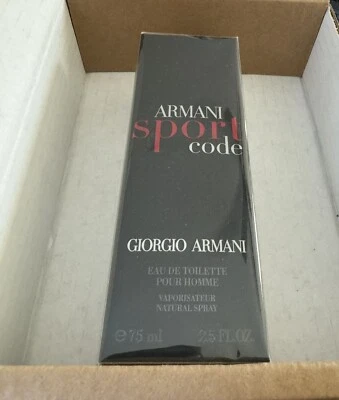 ARMANI
sport
code
GIORGIO ARMANI
EAU DE TOILETTE
POUR HOMME
VAPORISATEUR
NATURAL SPRAY
e 75 ml 2.5 FL.OZ.